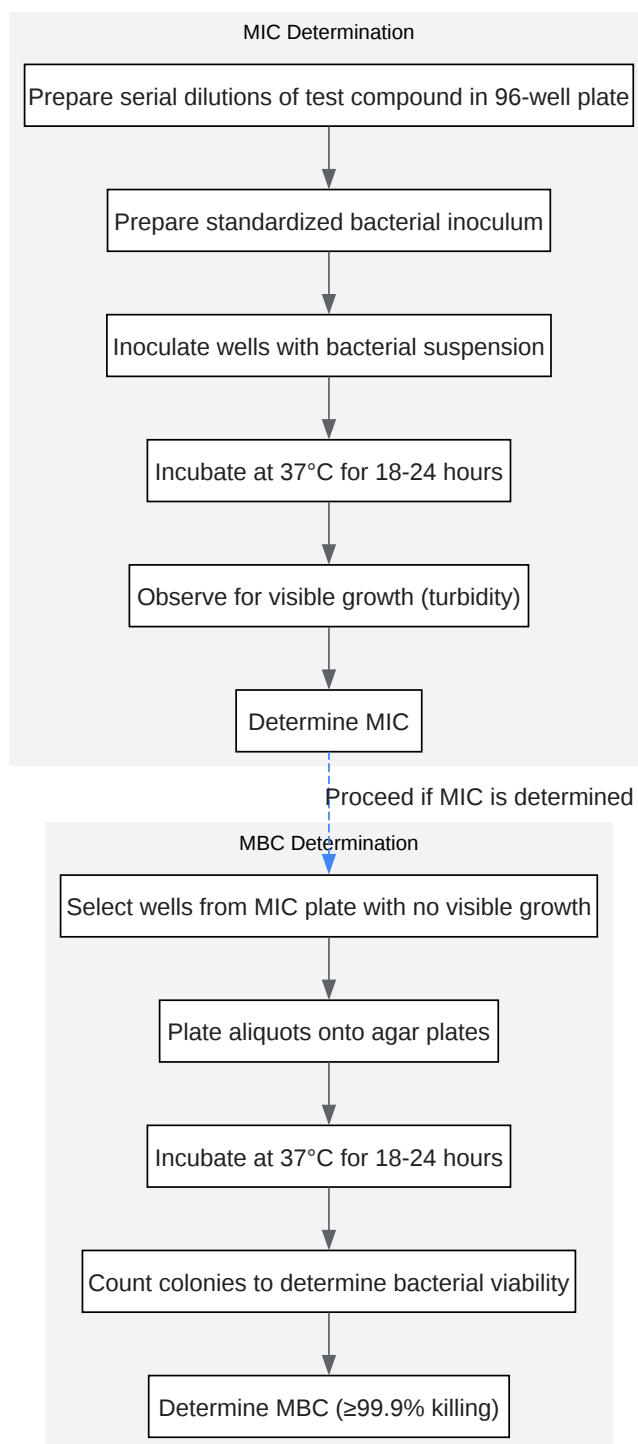 MIC Determination
Prepare serial dilutions of test compound in 96-well plate
Prepare standardized bacterial inoculum
Inoculate wells with bacterial suspension
Incubate at 37°C for 18-24 hours
Observe for visible growth (turbidity)
Determine MIC
Proceed if MIC is determined
MBC Determination
Select wells from MIC plate with no visible growth
Plate aliquots onto agar plates
Incubate at 37°C for 18-24 hours
Count colonies to determine bacterial viability
Determine MBC (≥99.9% killing)